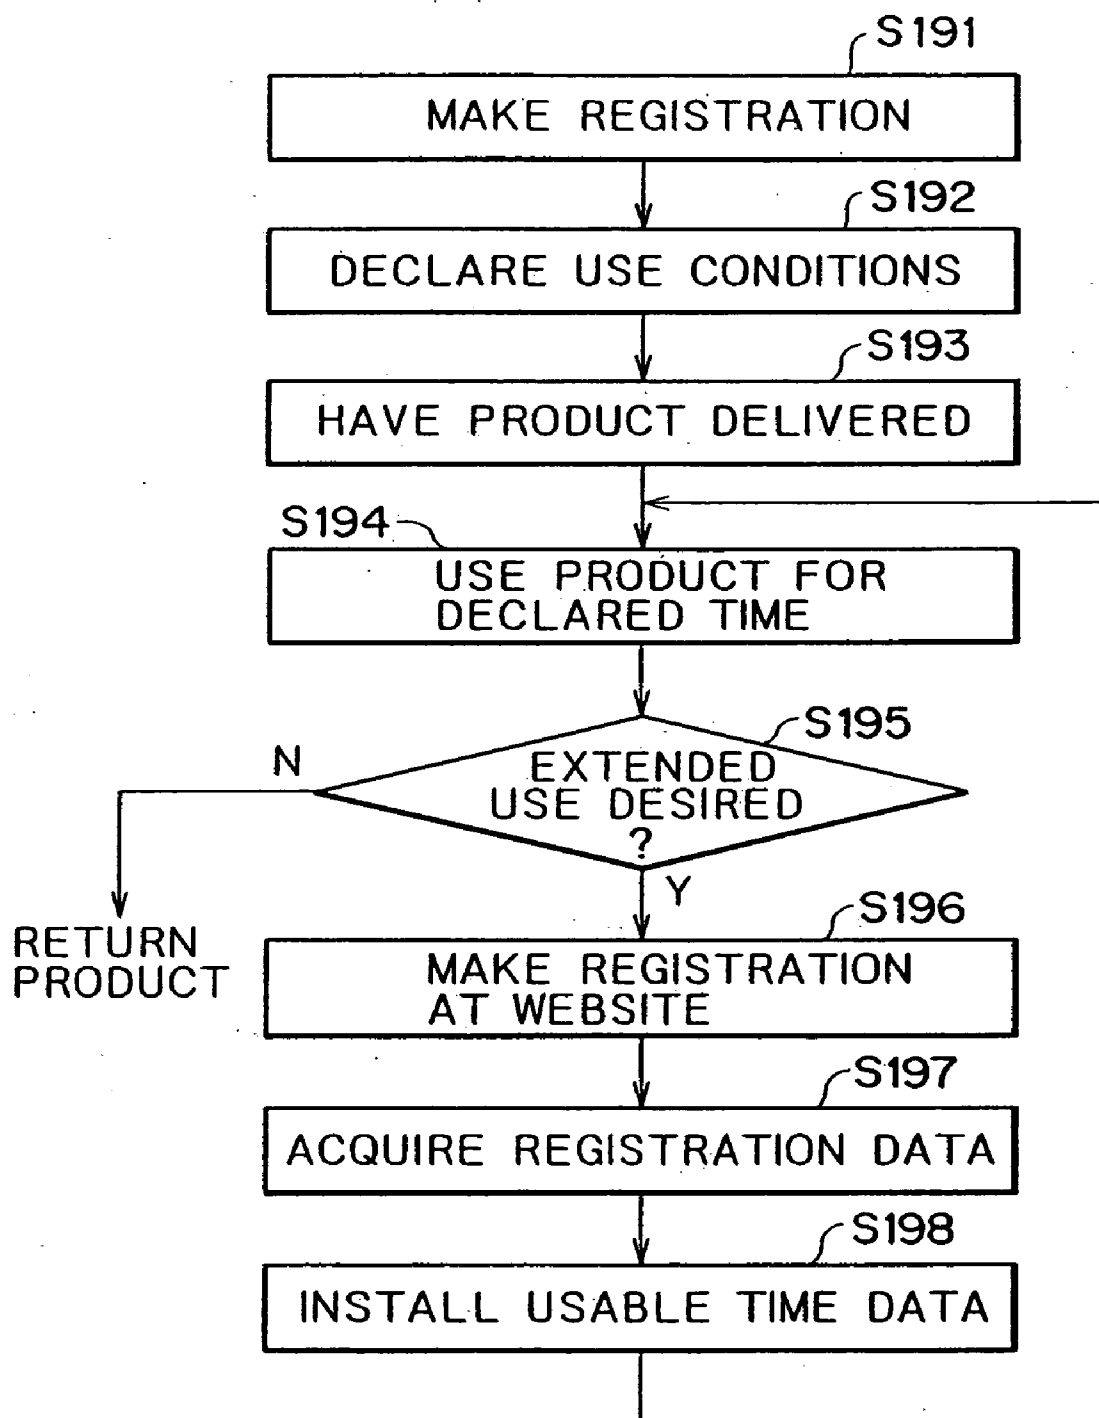 S191
MAKE REGISTRATION
S192
DECLARE USE CONDITIONS
S193
HAVE PRODUCT DELIVERED
S194
USE PRODUCT FOR
DECLARED TIME
S195
EXTENDED
USE DESIRED
?
N
Y
RETURN
PRODUCT
S196
MAKE REGISTRATION
AT WEBSITE
S197
ACQUIRE REGISTRATION DATA
S198
INSTALL USABLE TIME DATA